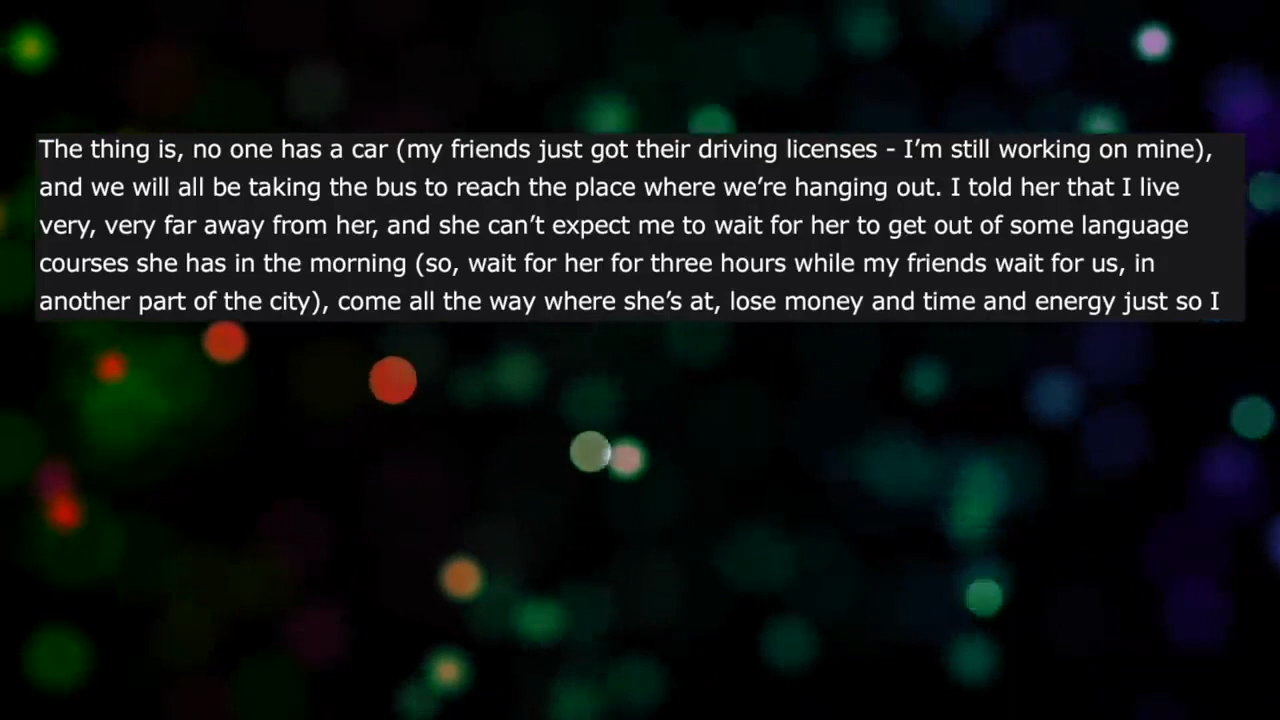 The thing is, no one has a car (my friends just got their driving licenses - I’m still working on mine),
and we will all be taking the bus to reach the place where we’re hanging out. I told her that I live
very, very far away from her, and she can’t expect me to wait for her to get out of some language
courses she has in the morning (so, wait for her for three hours while my friends wait for us, in
another part of the city), come all the way where she’s at, lose money and time and energy just so I